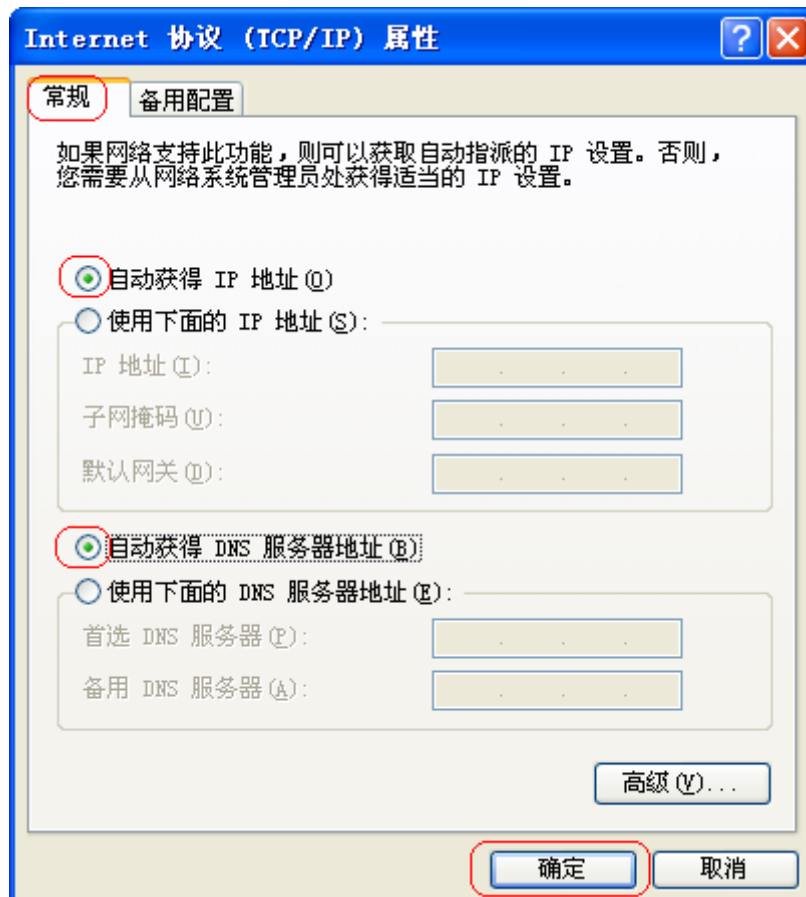 Internet 协议 (TCP/IP) 属性
常规
备用配置
如果网络支持此功能，则可以获取自动指派的 IP 设置。否则，
您需要从网络系统管理员处获得适当的 IP 设置。
自动获得 IP 地址(O)
使用下面的 IP 地址(S):
IP 地址(I):
子网掩码(U):
默认网关(D):
自动获得 DNS 服务器地址(B)
使用下面的 DNS 服务器地址(E):
首选 DNS 服务器(P):
备用 DNS 服务器(A):
高级(V)...
确定
取消